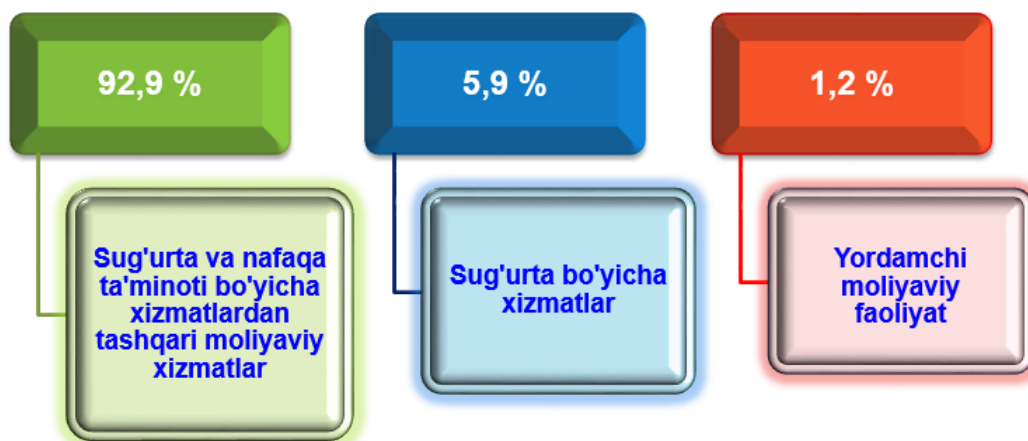 92,9 %
5,9 %
1,2 %
Sug'urta va nafaqa
ta'minoti bo'yicha
xizmatlardan
tashqari moliyaviy
xizmatlar
Sug'urta bo'yicha
xizmatlar
Yordamchi
moliyaviy
faoliyat